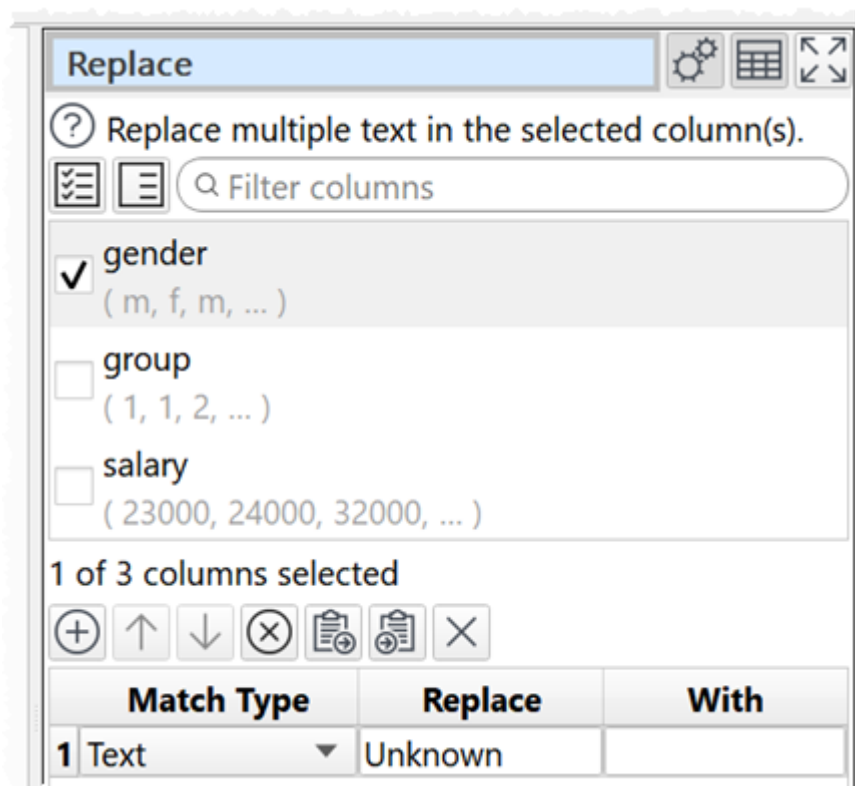 Replace
? Replace multiple text in the selected column(s).
Filter columns
gender
( m, f, m, ... )
group
( 1, 1, 2, ... )
salary
( 23000, 24000, 32000, ... )
1 of 3 columns selected
Match Type Replace With
1 Text Unknown